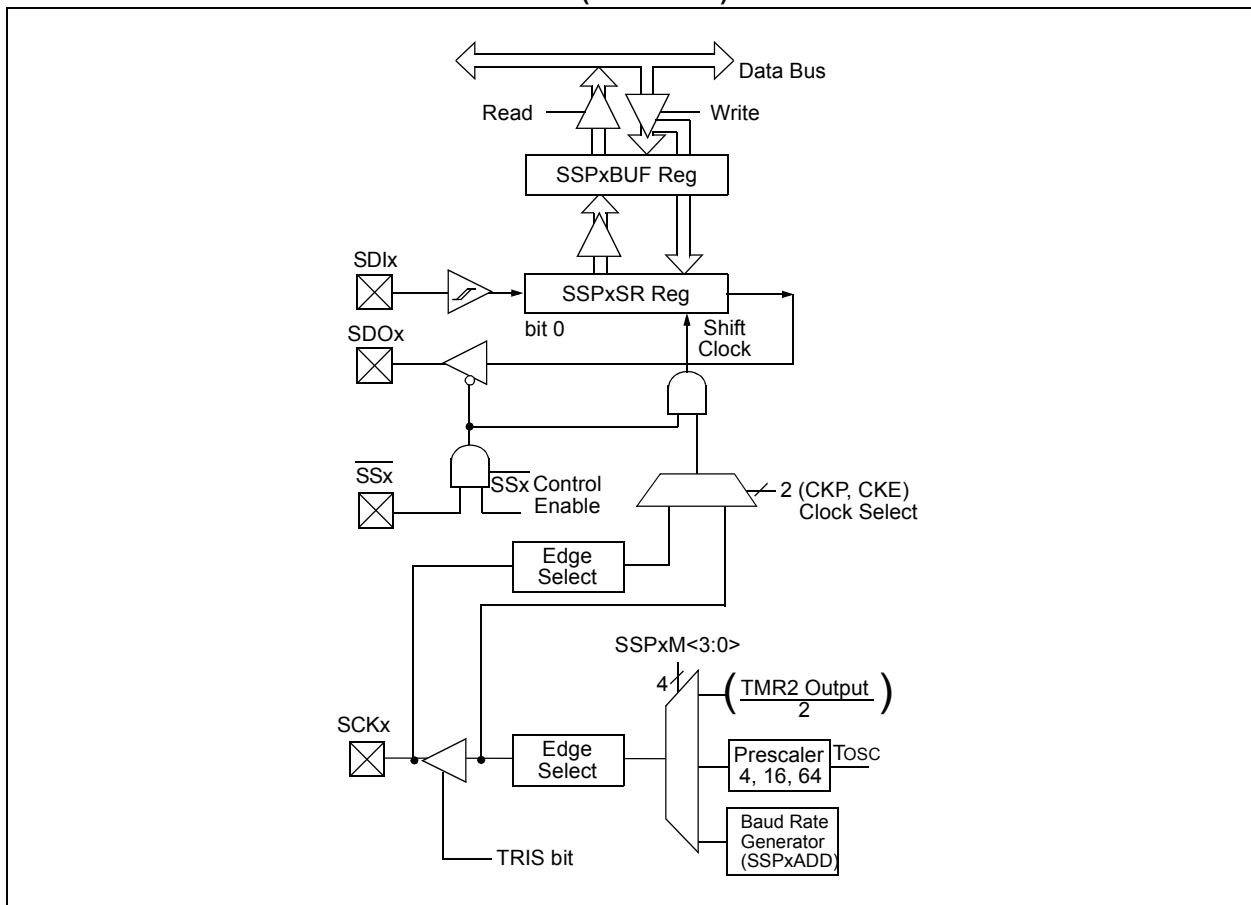 Data Bus
Read
Write
SSPxBUF Reg
SDIx
SSPxSR Reg
bit 0
Shift
Clock
SDOx
SSx
SSx Control
Enable
2 (CKP, CKE)
Clock Select
Edge
Select
SSPxM<3:0>
4
(TMR2 Output)
2
SCKx
Edge
Select
Prescaler
4, 16, 64
TOSC
Baud Rate
Generator
(SSPxADD)
TRIS bit